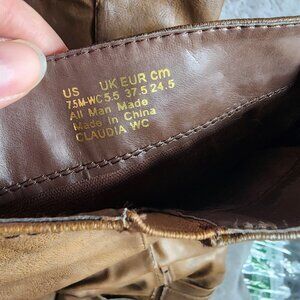 US UK EUR cm
7.5M-WC 5.5 37.5 24.5
All Man Made
Made In China
CLAUDIA WC